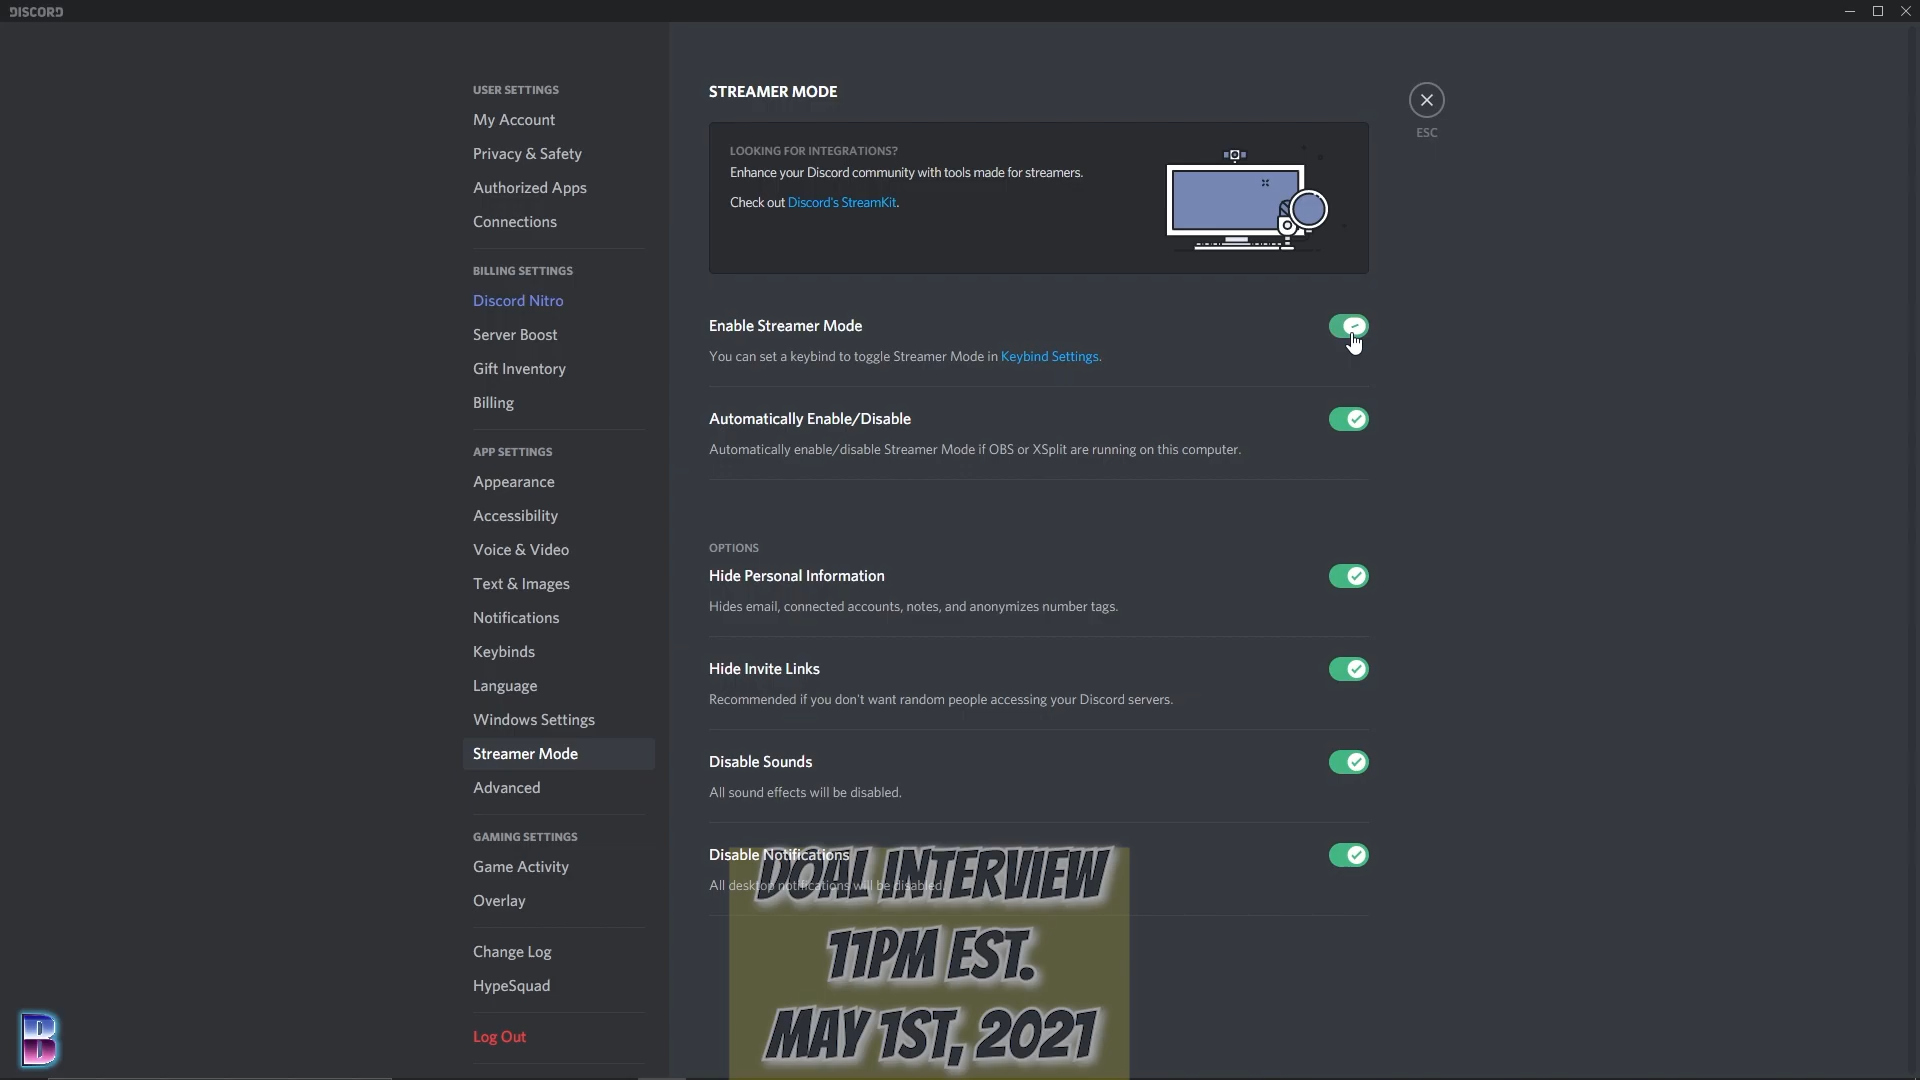 DISCORD
USER SETTINGS
My Account
Privacy & Safety
Authorized Apps
Connections
BILLING SETTINGS
Discord Nitro
Server Boost
Gift Inventory
Billing
APP SETTINGS
Appearance
Accessibility
Voice & Video
Text & Images
Notifications
Keybinds
Language
Windows Settings
Streamer Mode
Advanced
GAMING SETTINGS
Game Activity
Overlay
Change Log
HypeSquad
Log Out
B
STREAMER MODE
ESC
LOOKING FOR INTEGRATIONS?
Enhance your Discord community with tools made for streamers.
Check out Discord's StreamKit.
Enable Streamer Mode
You can set a keybind to toggle Streamer Mode in Keybind Settings.
Automatically Enable/Disable
Automatically enable/disable Streamer Mode if OBS or XSplit are running on this computer.
OPTIONS
Hide Personal Information
Hides email, connected accounts, notes, and anonymizes number tags.
Hide Invite Links
Recommended if you don't want random people accessing your Discord servers.
Disable Sounds
All sound effects will be disabled.
Disable Notifications
All desktop notifications will be disabled.
DOAL INTERVIEW
11PM EST.
MAY 1ST, 2021